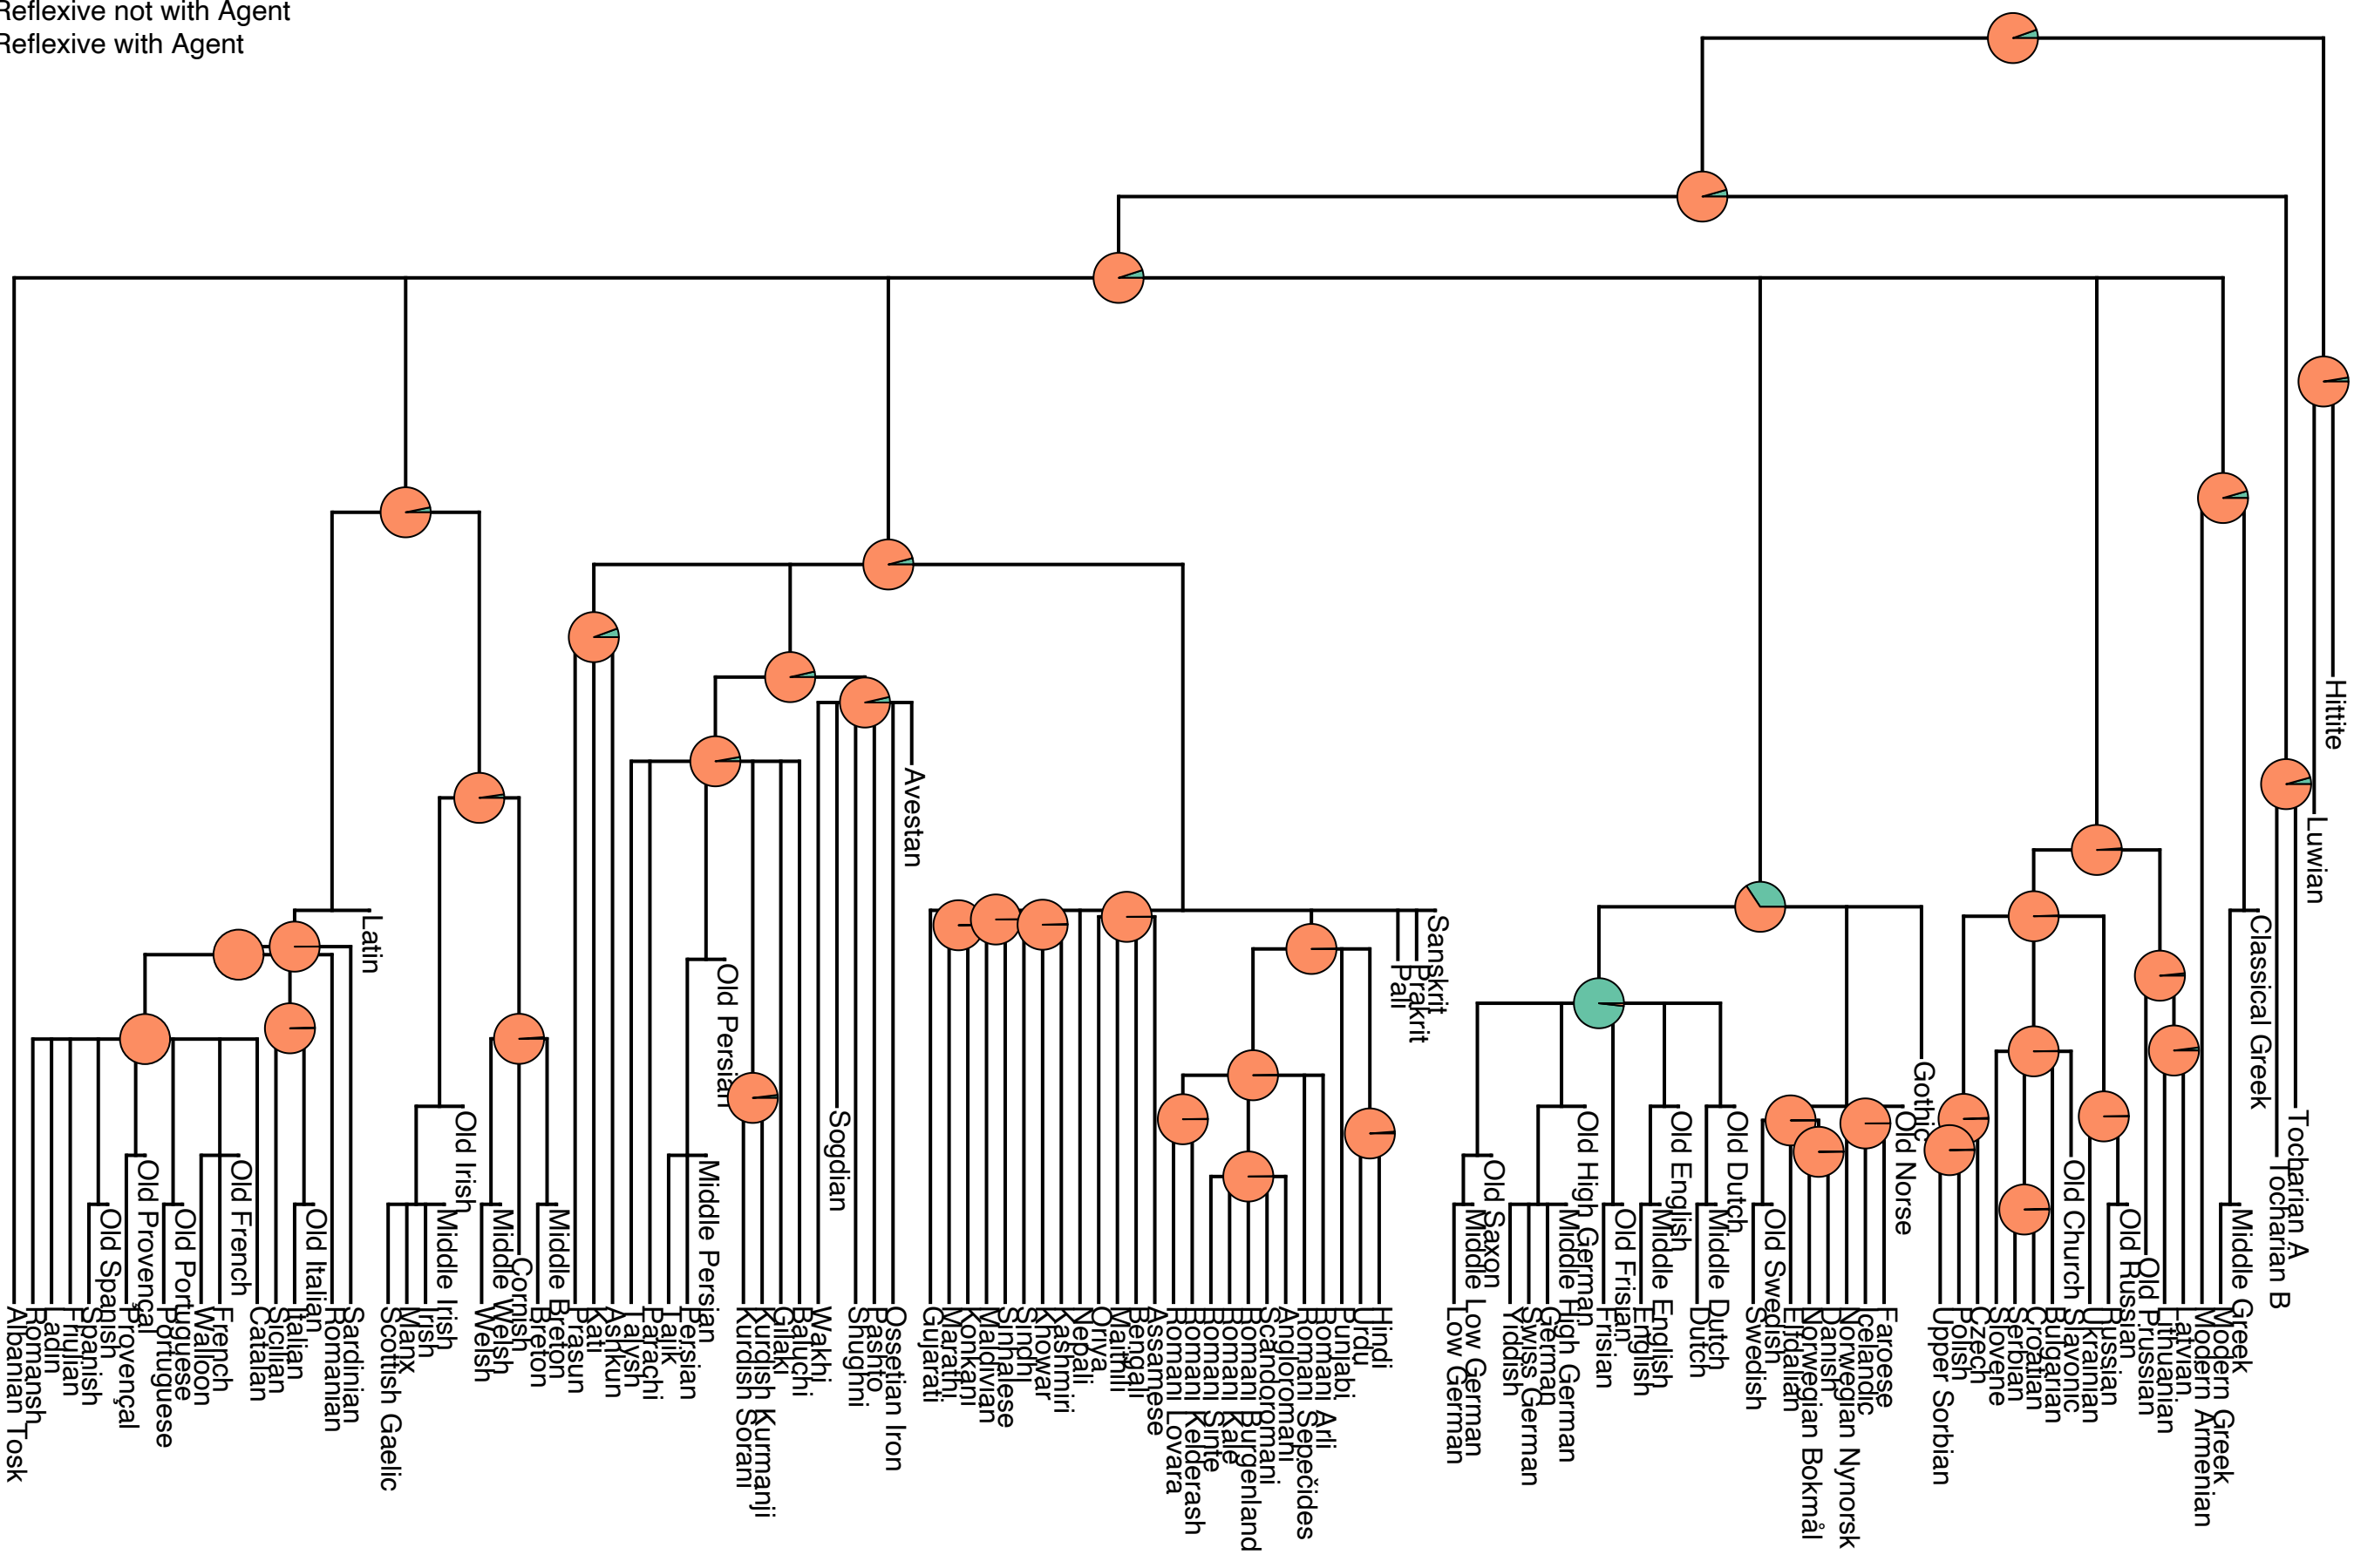 Reflexive not with Agent
Reflexive with Agent
Hittite
Luwian
Avestan
Latin
Sanskrit
Prakrit
Pali
Classical Greek
Old Persian
Gothic
Sogdian
Old Irish
Old High German
Old English
Old Dutch
Old Norse
Tocharian A
Tocharian B
Old Provençal
Old French
Middle Persian
Old Saxon
Old Church Slavonic
Old Spanish
Old Portuguese
Old Italian
Middle Irish
Middle Welsh
Middle Breton
Middle Low German
Middle High German
Old Frisian
Middle English
Middle Dutch
Old Swedish
Old Russian
Middle Greek
Cornish
Old Prussian
Albanian Tosk
Romansh
Ladin
Friulian
Spanish
Provençal
Portuguese
Walloon
French
Catalan
Sicilian
Italian
Romanian
Sardinian
Scottish Gaelic
Manx
Irish
Welsh
Breton
Prasun
Kati
Ashkun
Talysh
Parachi
Tajik
Persian
Kurdish Sorani
Kurdish Kurmanji
Gilaki
Baluchi
Wakhi
Shughni
Pashto
Ossetian Iron
Gujarati
Marathi
Konkani
Maldivian
Sinhalese
Sindhi
Khowar
Kashmiri
Nepali
Oriya
Maithili
Bengali
Assamese
Romani Lovara
Romani Kelderash
Romani Sinte
Romani Kale
Romani Burgenland
Scandoromani
Angloromani
Romani Sepečides
Romani Arli
Punjabi
Urdu
Hindi
Low German
Yiddish
Swiss German
German
Frisian
English
Dutch
Swedish
Elfdalian
Norwegian Bokmål
Danish
Norwegian Nynorsk
Icelandic
Faroese
Upper Sorbian
Polish
Czech
Slovene
Serbian
Croatian
Bulgarian
Ukrainian
Russian
Lithuanian
Latvian
Modern Armenian
Modern Greek